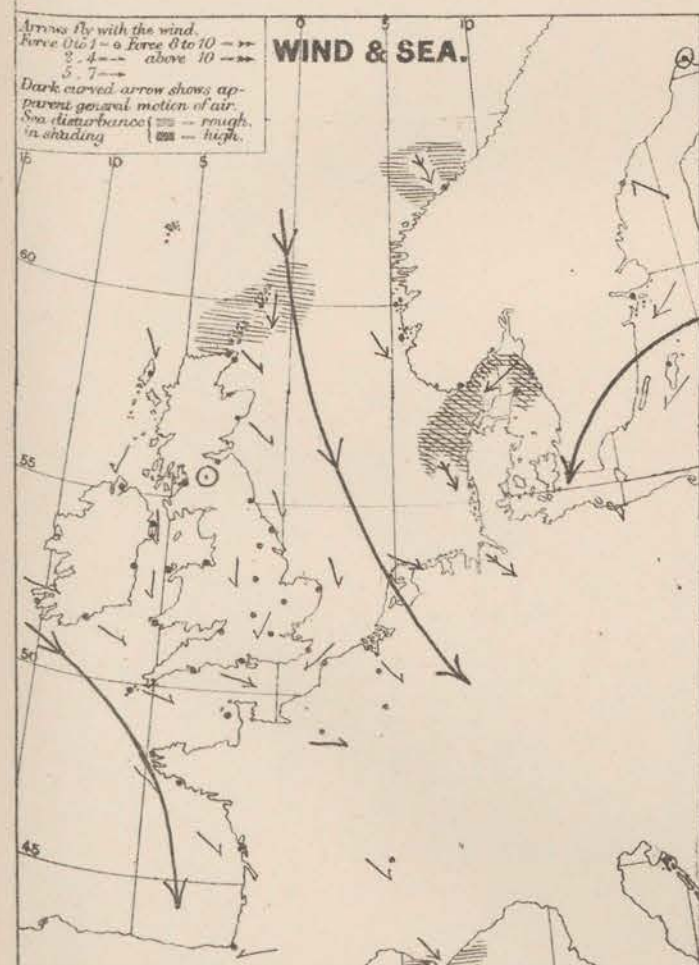 Arrows fly with the wind.
Force 0 to 1 — Force 8 to 10 —
2 . 4 — above 10 —
5 . 7 —
Dark curved arrow shows ap-
parent general motion of air.
Sea disturbance { — rough.
in shading { — high.
WIND & SEA.
0
5
10
15
10
5
60
55
50
45